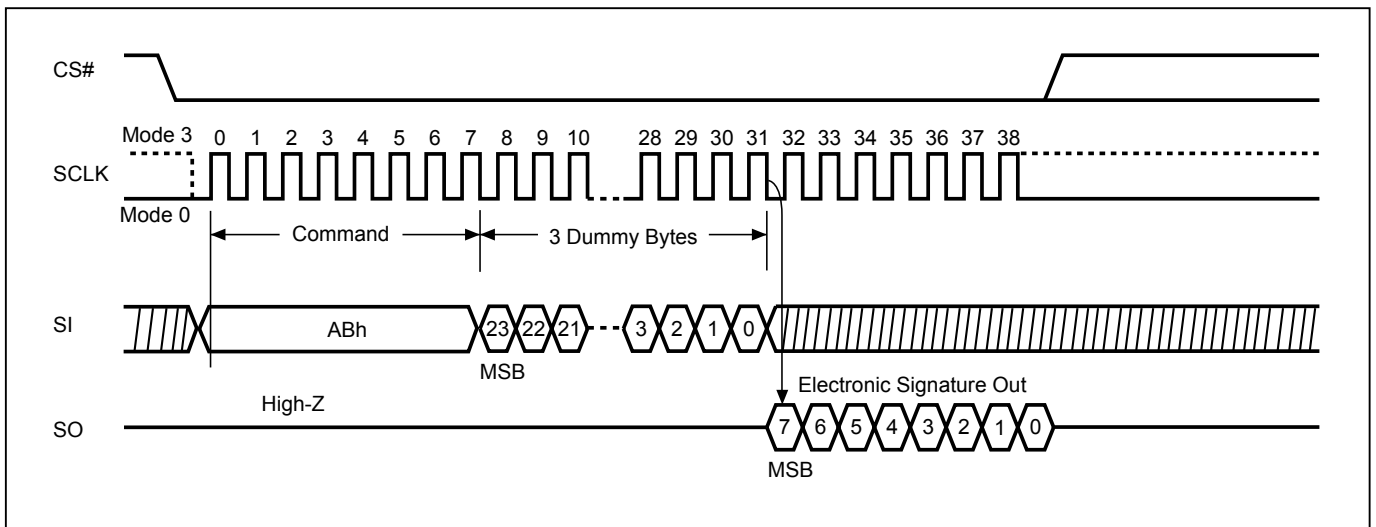 CS#
Mode 3 0 1 2 3 4 5 6 7 8 9 10 28 29 30 31 32 33 34 35 36 37 38
SCLK
Mode 0
Command 3 Dummy Bytes
SI ABh 23 22 21 3 2 1 0
MSB
Electronic Signature Out
High-Z
SO 7 6 5 4 3 2 1 0
MSB